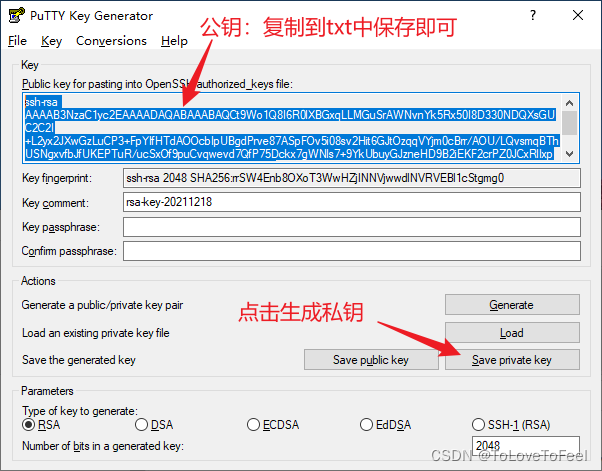 PuTTY Key Generator
公钥：复制到txt中保存即可
File Key Conversions Help
Key
Public key for pasting into OpenSSH authorized_keys file:
ssh-rsa
AAAAB3NzaC1yc2EAAAADAQABAAABAQCt9Wo1Q8I6R0IXBGxqLLMGuSrAWNvnYk5Rx50I8D330NDQXsGU
C2C2I
+L2yx2JXwGzLuCP3+FpYIfHTdAOOcbIpUBgdPrve87ASpFOv5i08sv2Hit6GJtOzqqVYjm0cBrr/AOU/LQvsmqBTh
USNgxvfbJfUKEPTuR/ucSxOf9puCvqwevd7QfP75Dckx7gWNls7+9YkUbuyGJzneHD9B2iEKF2crPZ0JCxRIlxp
Key fingerprint: ssh-rsa 2048 SHA256:rrSW4Enb8OXoT3WwHZjINNVjwwdlNVRVEBl1cStgmg0
Key comment: rsa-key-20211218
Key passphrase:
Confirm passphrase:
Actions
点击生成私钥
Generate a public/private key pair Generate
Load an existing private key file Load
Save the generated key Save public key Save private key
Parameters
Type of key to generate:
RSA DSA ECDSA EdDSA SSH-1 (RSA)
Number of bits in a generated key: 2048
CSDN @ToLoveToFeel